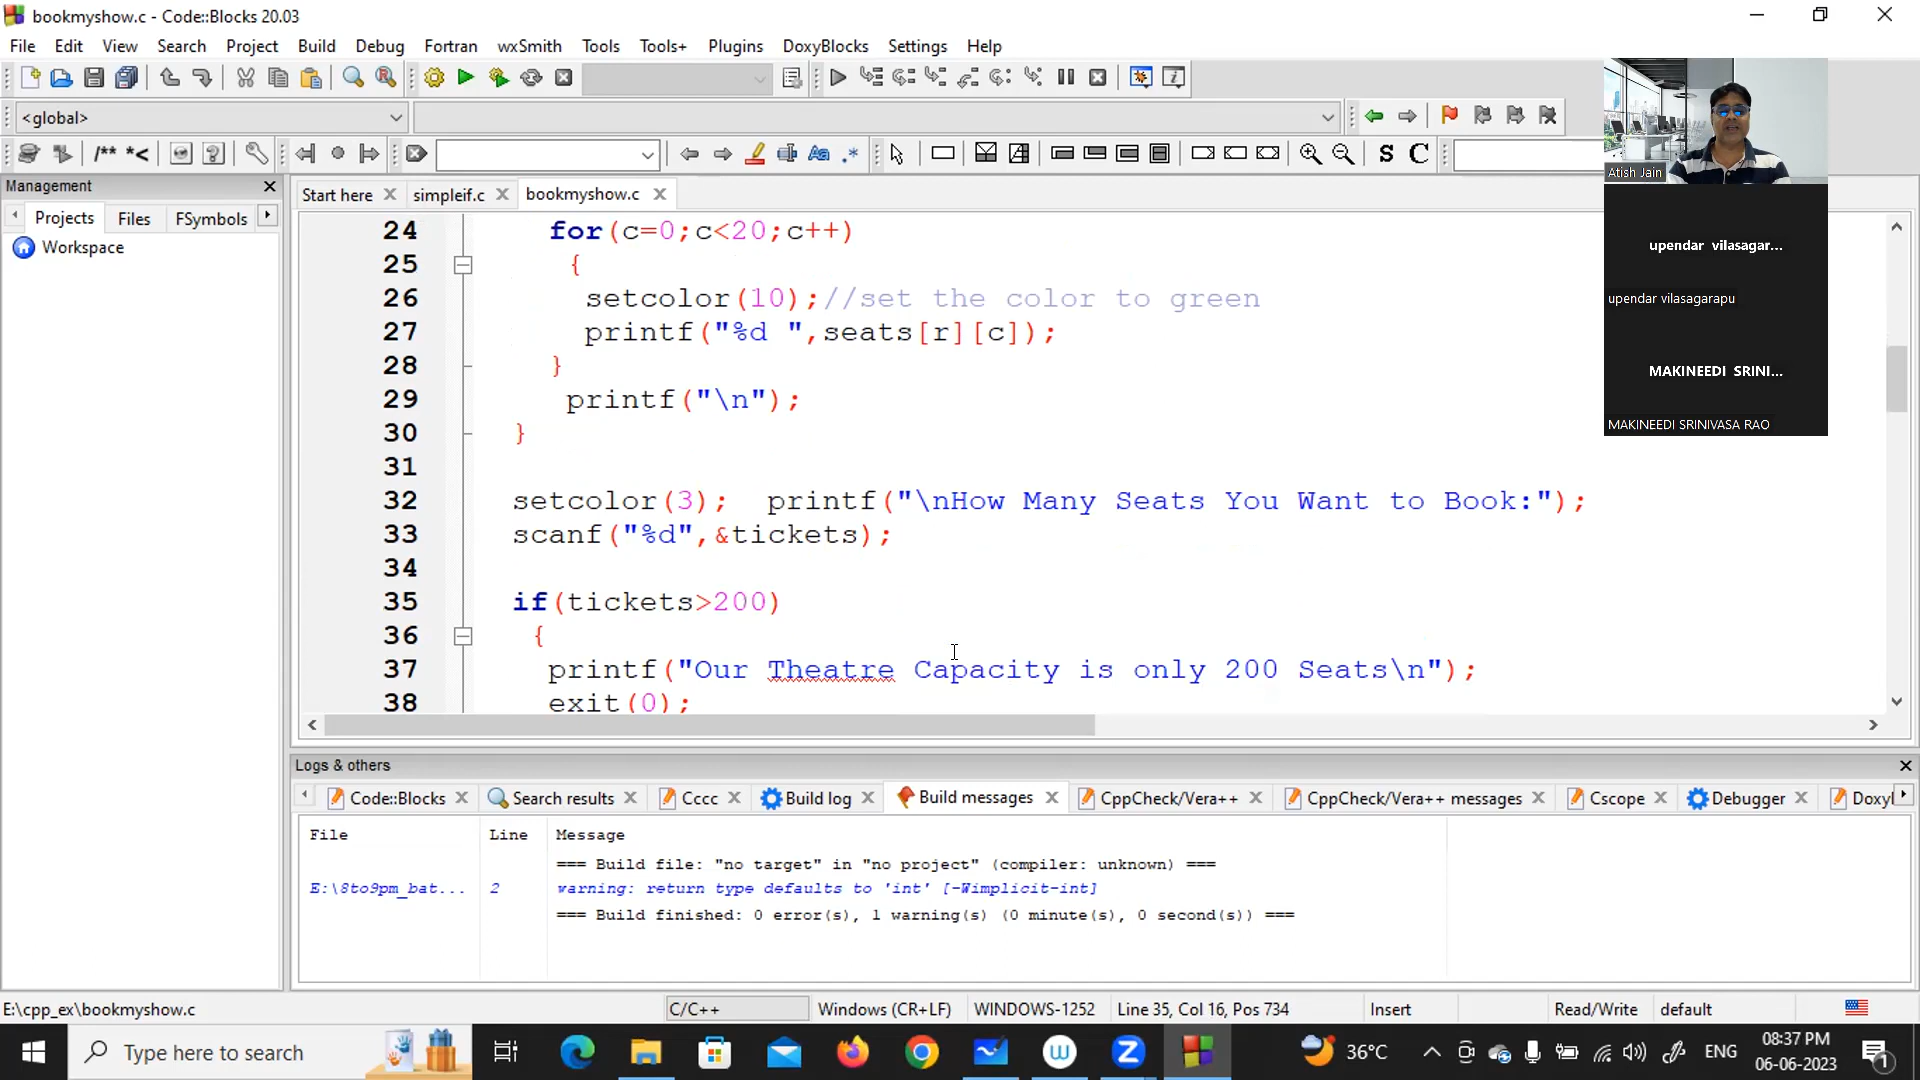 bookmyshow.c - Code::Blocks 20.03
File Edit View Search Project Build Debug Fortran wxSmith Tools Tools+ Plugins DoxyBlocks Settings Help
<global>
/** *< Aa .* S C
Atish Jain
Management
Projects Files FSymbols
Workspace
Start here simpleif.c bookmyshow.c
24 for(c=0;c<20;c++)
25 {
26 setcolor(10);//set the color to green
27 printf("%d ",seats[r][c]);
28 }
29 printf("\n");
30 }
31
32 setcolor(3); printf("\nHow Many Seats You Want to Book:");
33 scanf("%d",&tickets);
34
35 if(tickets>200)
36 {
37 printf("Our Theatre Capacity is only 200 Seats\n");
38 exit(0);
upendar vilasagar...
upendar vilasagarapu
MAKINEEDI SRINI...
MAKINEEDI SRINIVASA RAO
Logs & others
Code::Blocks Search results Cccc Build log Build messages CppCheck/Vera++ CppCheck/Vera++ messages Cscope Debugger Doxyl
File Line Message
=== Build file: "no target" in "no project" (compiler: unknown) ===
E:\8to9pm_bat... 2 warning: return type defaults to 'int' [-Wimplicit-int]
=== Build finished: 0 error(s), 1 warning(s) (0 minute(s), 0 second(s)) ===
E:\cpp_ex\bookmyshow.c C/C++ Windows (CR+LF) WINDOWS-1252 Line 35, Col 16, Pos 734 Insert Read/Write default
Type here to search 36°C ENG 08:37 PM
06-06-2023 1